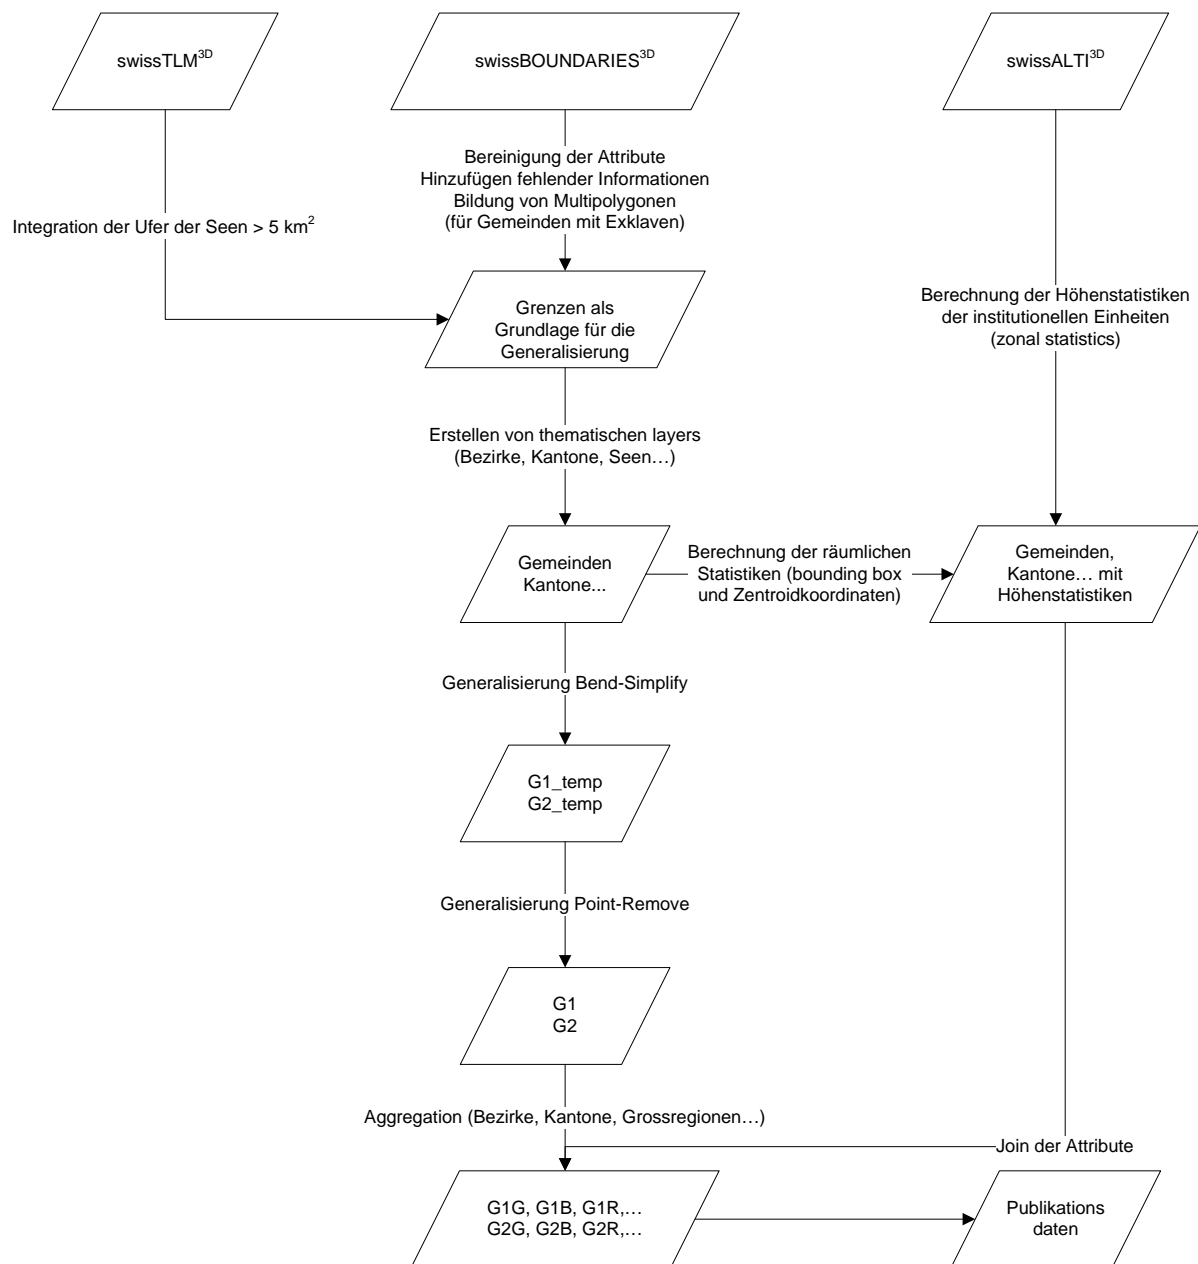 swissTLM3D
swissBOUNDARIES3D
swissALTI3D
Bereinigung der Attribute
Hinzufügen fehlender Informationen
Bildung von Multipolygonen
(für Gemeinden mit Exklaven)
Integration der Ufer der Seen > 5 km2
Grenzen als
Grundlage für die
Generalisierung
Berechnung der Höhenstatistiken
der institutionellen Einheiten
(zonal statistics)
Erstellen von thematischen layers
(Bezirke, Kantone, Seen…)
Gemeinden
Kantone...
Berechnung der räumlichen
Statistiken (bounding box
und Zentroidkoordinaten)
Gemeinden,
Kantone… mit
Höhenstatistiken
Generalisierung Bend-Simplify
G1_temp
G2_temp
Generalisierung Point-Remove
G1
G2
Aggregation (Bezirke, Kantone, Grossregionen…)
Join der Attribute
G1G, G1B, G1R,…
G2G, G2B, G2R,…
Publikations
daten